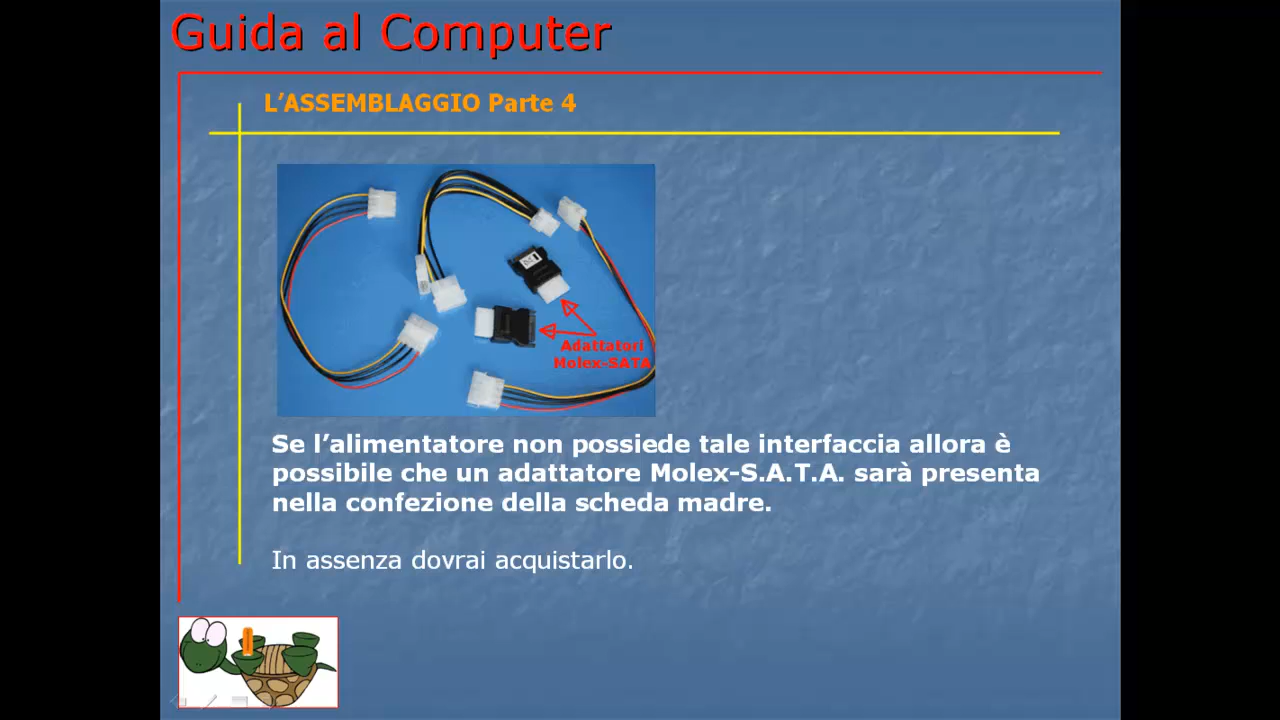 Guida al Computer
L’ASSEMBLAGGIO Parte 4
Adattatori
Molex-SATA
Se l’alimentatore non possiede tale interfaccia allora è
possibile che un adattatore Molex-S.A.T.A. sarà presenta
nella confezione della scheda madre.
In assenza dovrai acquistarlo.